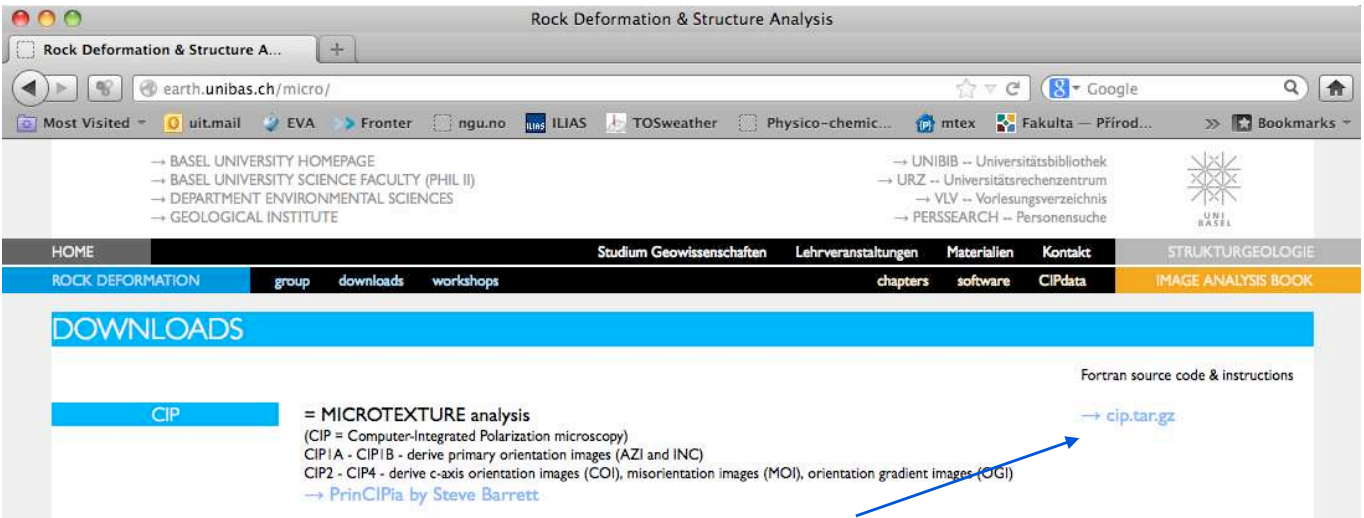 Rock Deformation & Structure Analysis
Rock Deformation & Structure A... +
earth.unibas.ch/micro/ 8 Google
Most Visited uit.mail EVA Fronter ngu.no ILIAS ILIAS TOSweather Physico-chemic... mtex Fakulta — Přírod... >> Bookmarks
→ BASEL UNIVERSITY HOMEPAGE → UNIBIB -- Universitätsbibliothek
→ BASEL UNIVERSITY SCIENCE FACULTY (PHIL II) → URZ -- Universitätsrechenzentrum
→ DEPARTMENT ENVIRONMENTAL SCIENCES → VLV -- Vorlesungsverzeichnis
→ GEOLOGICAL INSTITUTE → PERSSEARCH -- Personensuche
UNI
BASEL
HOME Studium Geowissenschaften Lehrveranstaltungen Materialien Kontakt STRUKTURGEOLOGIE
ROCK DEFORMATION group downloads workshops chapters software CIPdata IMAGE ANALYSIS BOOK
DOWNLOADS
Fortran source code & instructions
CIP = MICROTEXTURE analysis → cip.tar.gz
(CIP = Computer-Integrated Polarization microscopy)
CIP1A - CIP1B - derive primary orientation images (AZI and INC)
CIP2 - CIP4 - derive c-axis orientation images (COI), misorientation images (MOI), orientation gradient images (OGI)
→ PrinCIPia by Steve Barrett